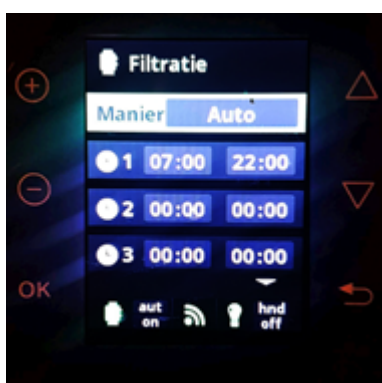 Filtratie
Manier Auto
1 07:00 22:00
2 00:00 00:00
3 00:00 00:00
OK
aut on hnd off